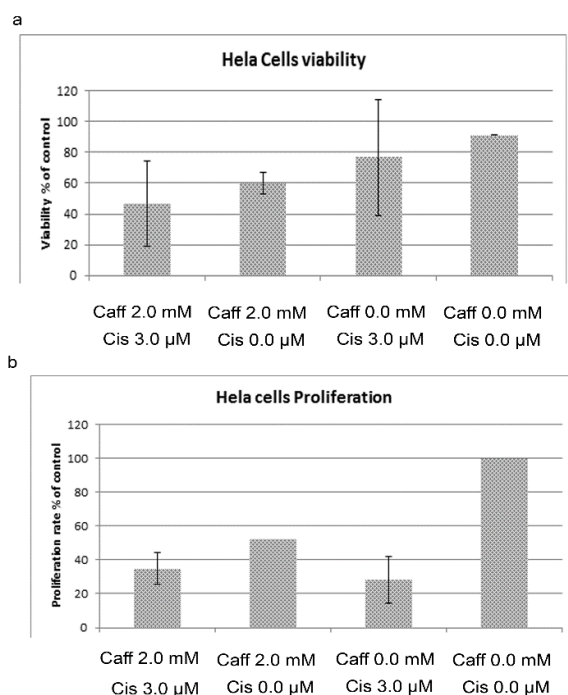 a
Hela Cells viability
Viability % of control
120
100
80
60
40
20
0
Caff 2.0 mM Caff 2.0 mM Caff 0.0 mM Caff 0.0 mM
Cis 3.0 µM Cis 0.0 µM Cis 3.0 µM Cis 0.0 µM
b
Hela cells Proliferation
Proliferation rate % of control
120
100
80
60
40
20
0
Caff 2.0 mM Caff 2.0 mM Caff 0.0 mM Caff 0.0 mM
Cis 3.0 µM Cis 0.0 µM Cis 3.0 µM Cis 0.0 µM